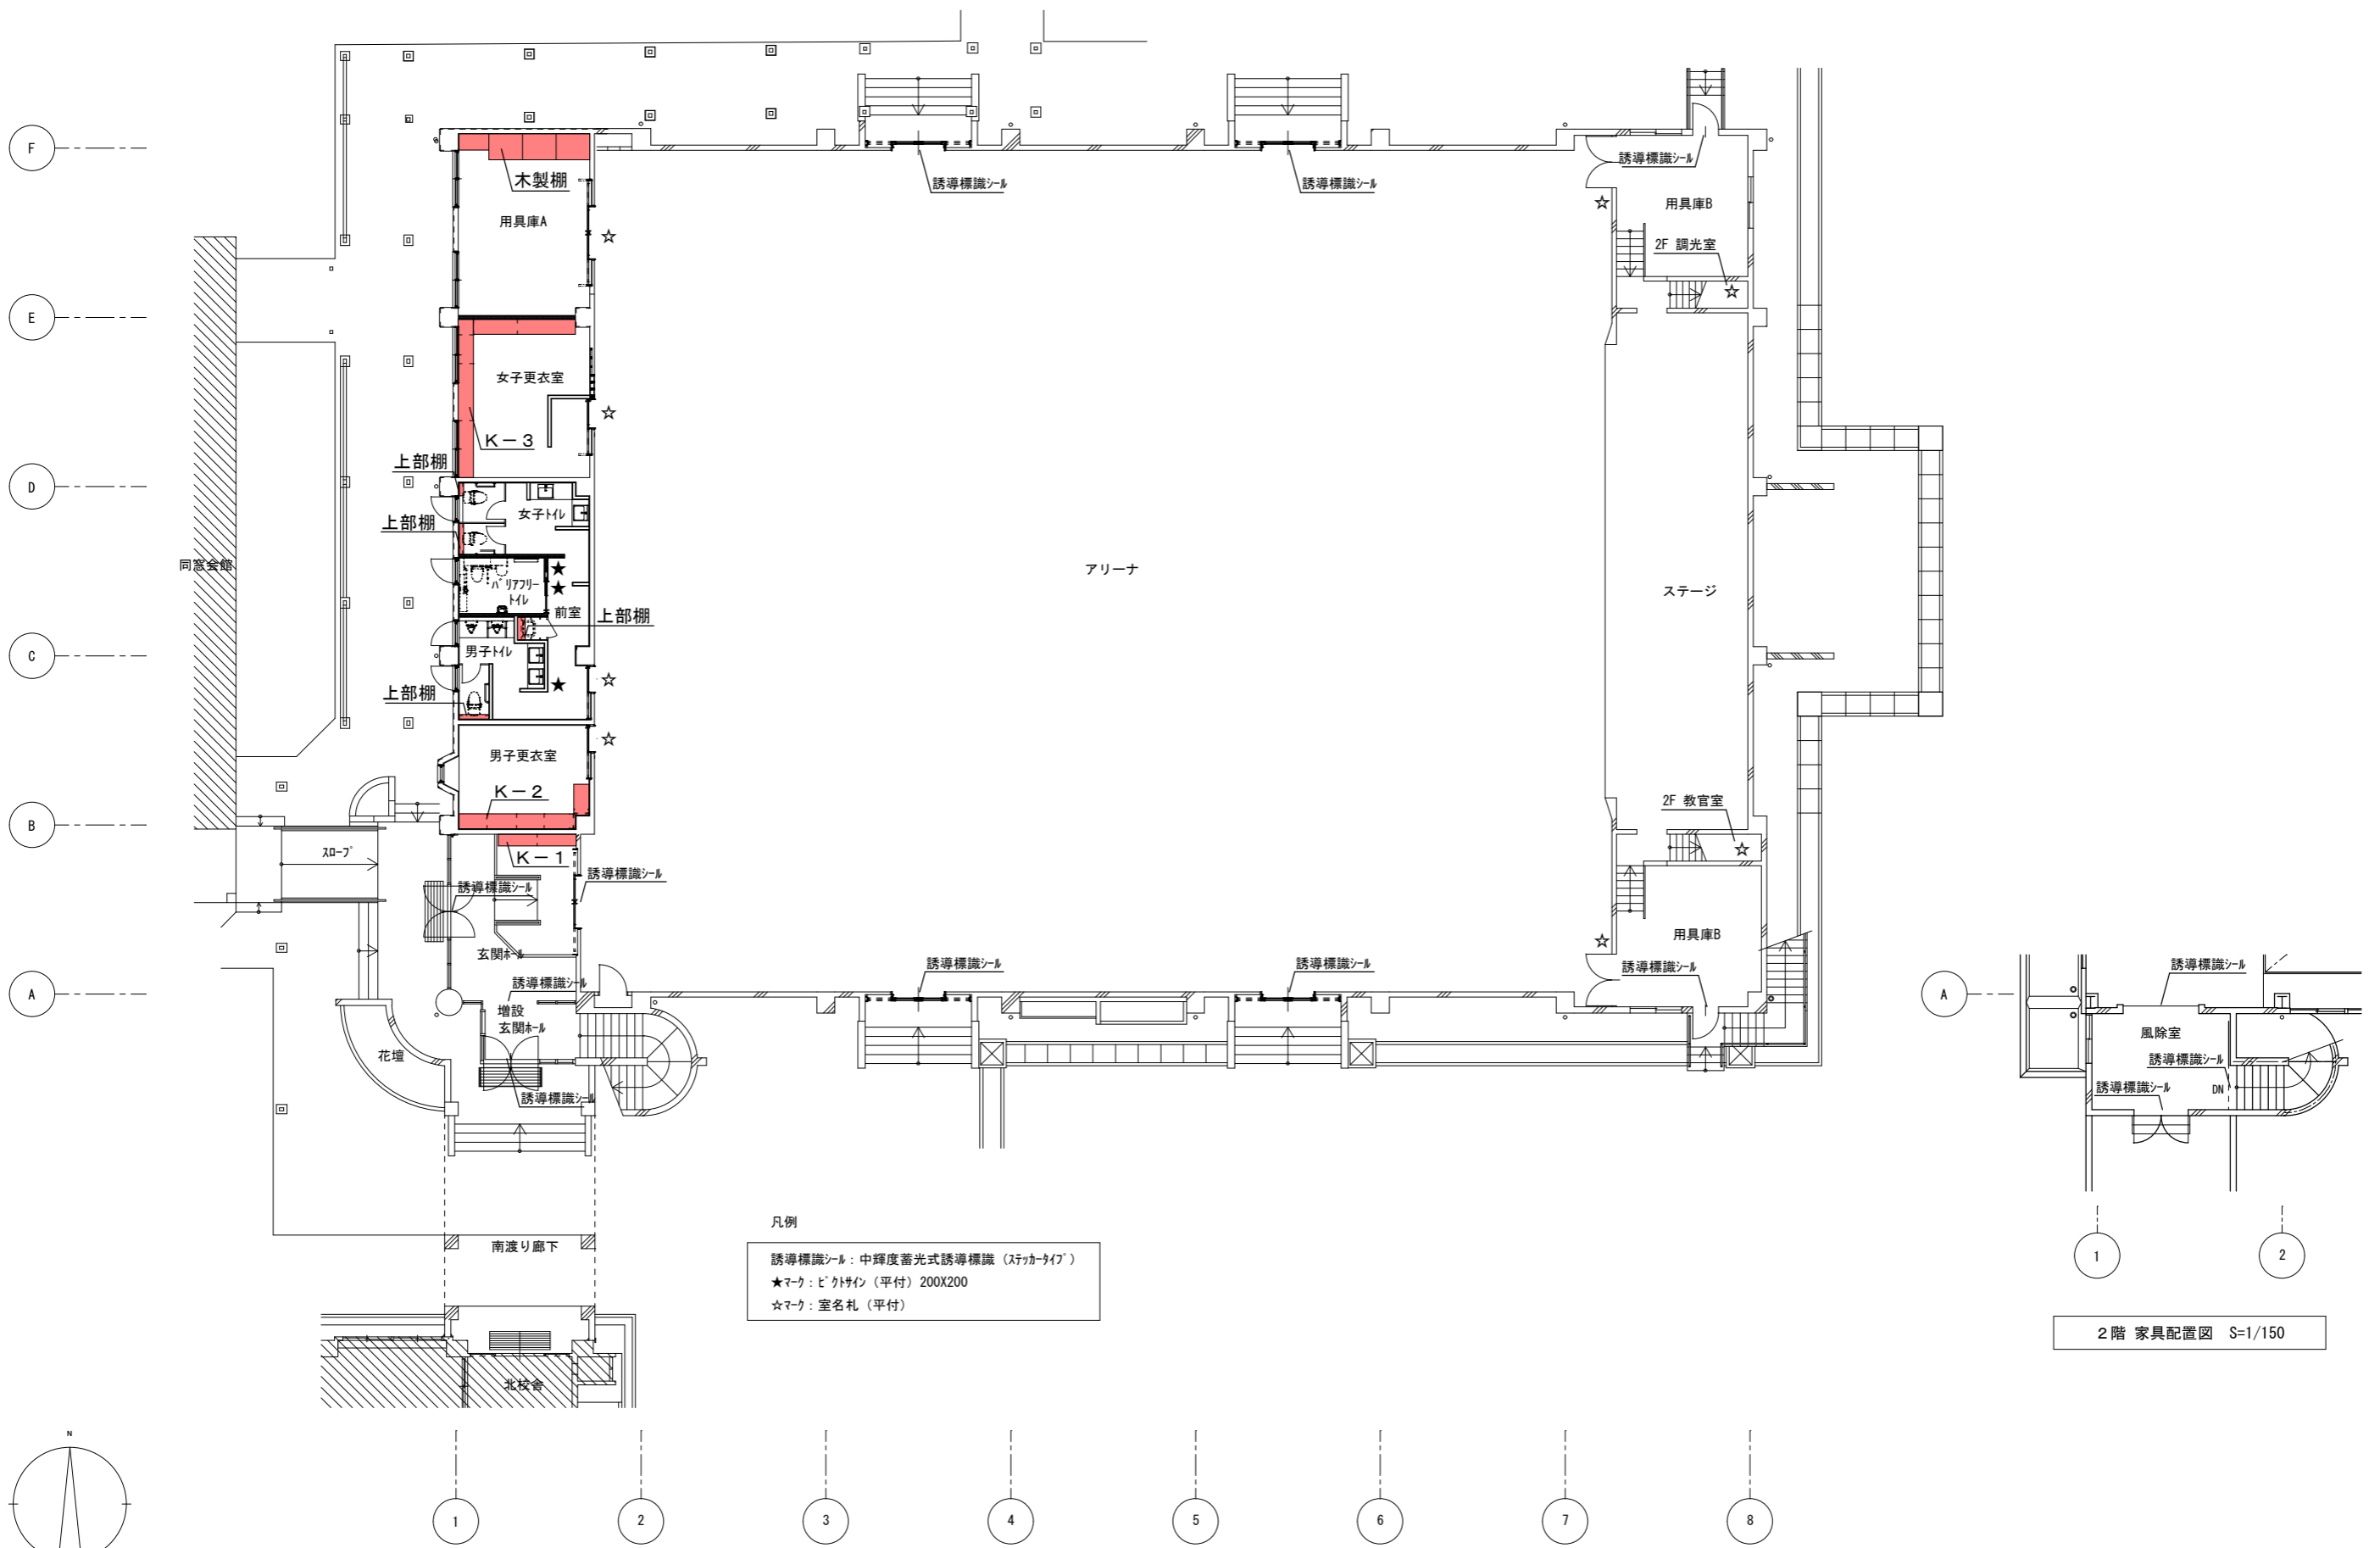 F
誘導標識シール
木製棚
誘導標識シール
誘導標識シール
用具庫B
用具庫A
2F 調光室
E
女子更衣室
K－3
上部棚
D
女子トイレ
上部棚
同窓会館
バリアフリー
トイレ
アリーナ
ステージ
前室
上部棚
C
男子トイレ
上部棚
男子更衣室
K－2
2F 教官室
B
スロープ
K－1
誘導標識シール
誘導標識シール
用具庫B
玄関ホール
誘導標識シール
誘導標識シール
誘導標識シール
誘導標識シール
A
誘導標識シール
増設
玄関ホール
花壇
誘導標識シール
A
誘導標識シール
風除室
誘導標識シール
誘導標識シール
DN
1
2
2階 家具配置図 S=1/150
南渡り廊下
凡例
誘導標識シール：中輝度蓄光式誘導標識（ステッカータイプ）
★マーク：ピクトサイン（平付）200X200
☆マーク：室名札（平付）
北校舎
N
1
2
3
4
5
6
7
8